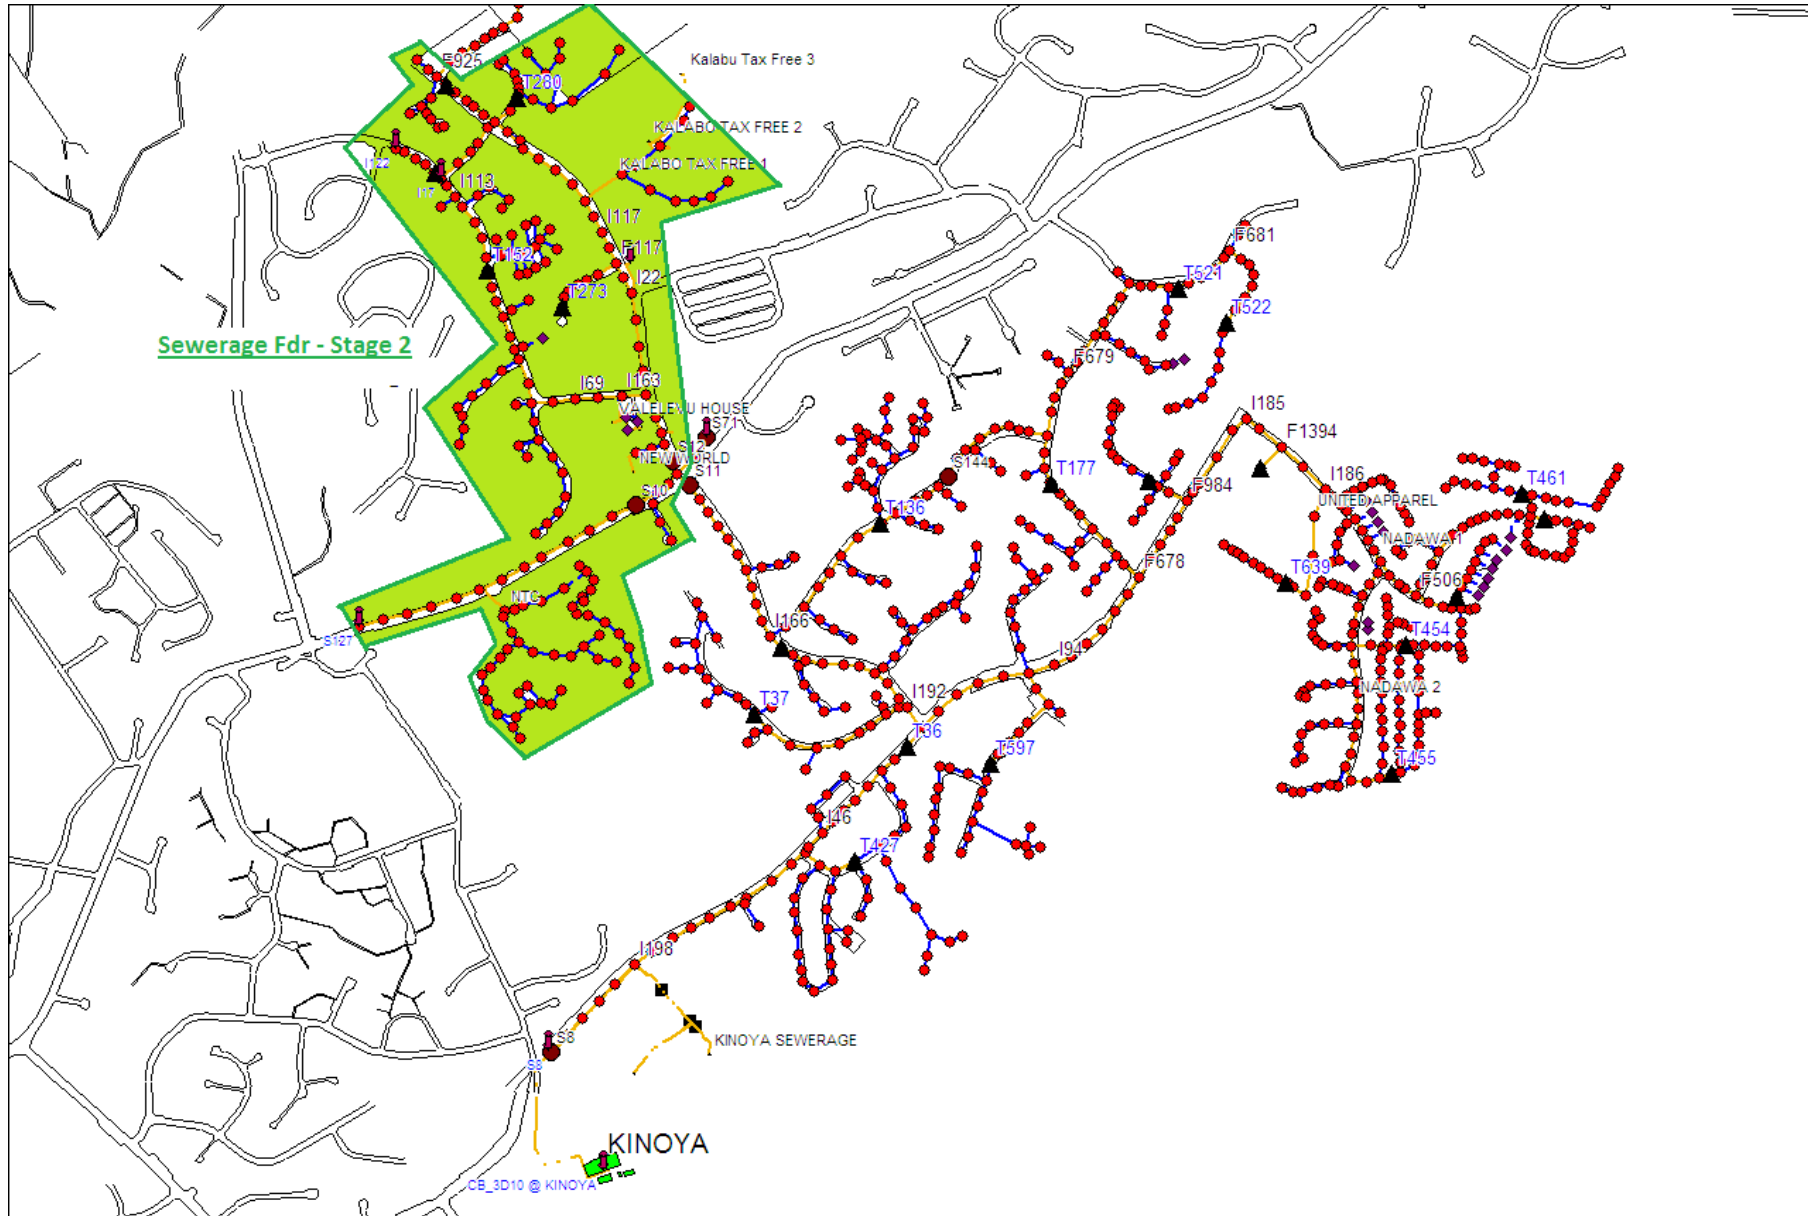 F925
Kalabu Tax Free 3
T280
KALABO TAX FREE 2
I122
KALABO TAX FREE 1
I17
I113
I117
F681
F117
T152
I22
T521
T273
T522
Sewerage Fdr - Stage 2
F679
I69
I163
VALELEVU HOUSE
I185
S71
F1394
S12
NEW WORLD
S11
S144
T177
I186
T461
S10
F984
UNITED APPAREL
T136
NADAWA 1
F678
T639
F506
NTC
S127
I166
T454
I94
NADAWA 2
I192
T37
T36
T597
T455
I46
T427
I198
S8
KINOYA SEWERAGE
S8
KINOYA
CB_3D10 @ KINOYA